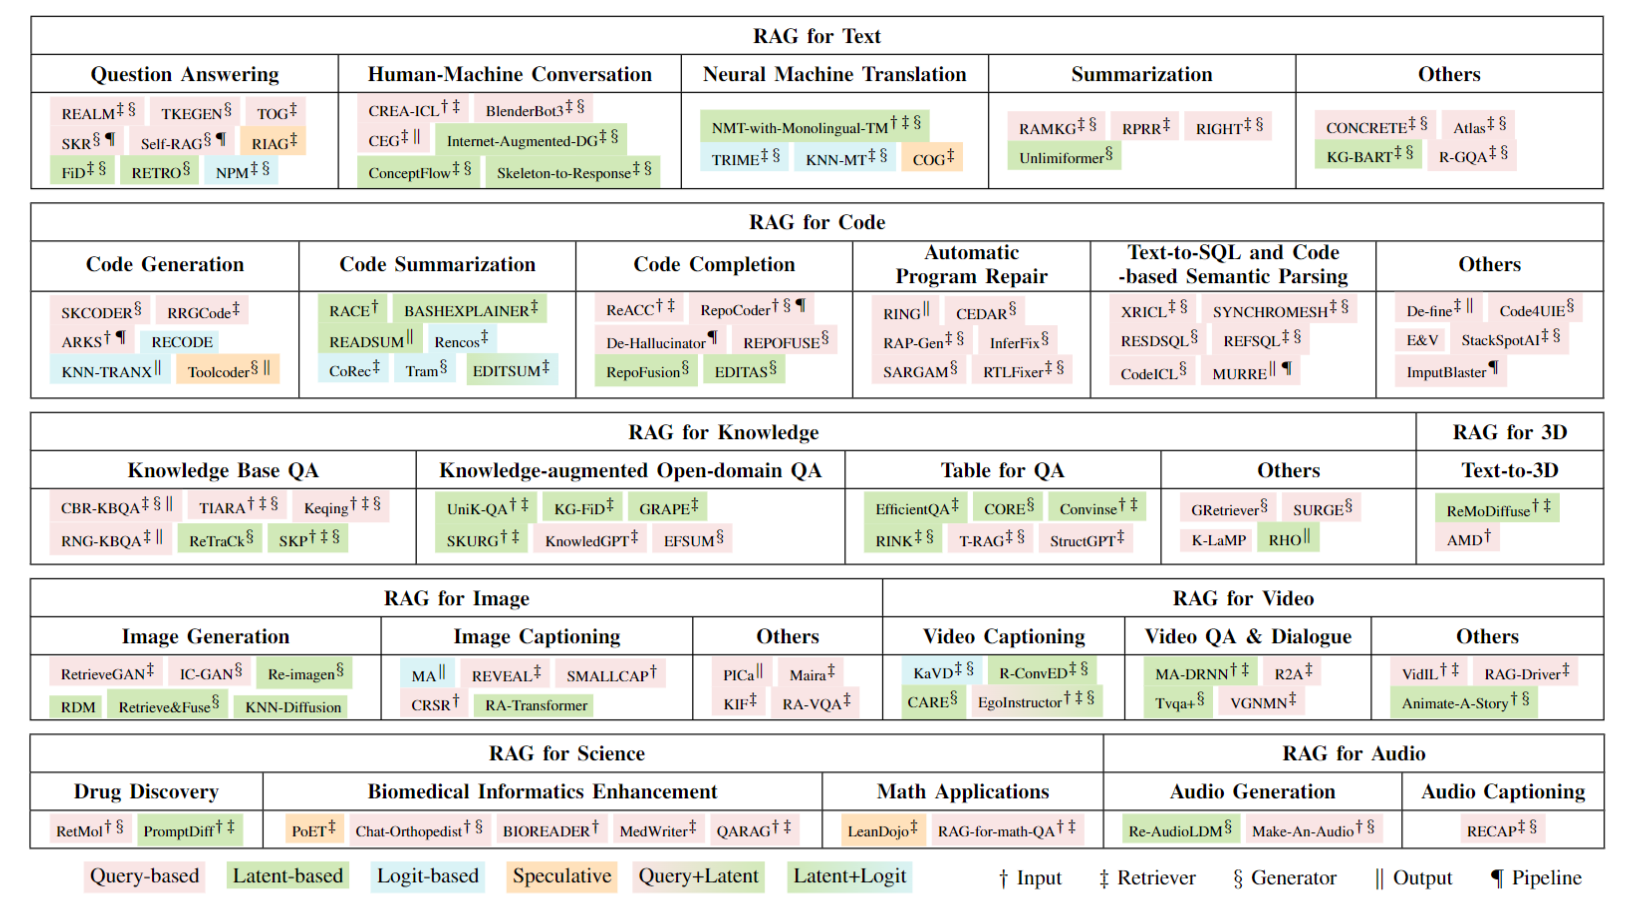 RAG for Text
Question Answering Human-Machine Conversation Neural Machine Translation Summarization Others
REALM‡ § TKEGEN§ TOG‡ CREA-ICL† ‡ BlenderBot3‡ § NMT-with-Monolingual-TM† ‡ § RAMKG‡ § RPRR‡ RIGHT‡ § CONCRETE‡ § Atlas‡ §
SKR§ ¶ Self-RAG§ ¶ RIAG‡ CEG‡ ∥ Internet-Augmented-DG‡ § TRIME‡ § KNN-MT‡ § COG‡ Unlimiformer§ KG-BART‡ § R-GQA‡ §
FiD‡ § RETRO§ NPM‡ § ConceptFlow‡ § Skeleton-to-Response‡ §
RAG for Code
Code Generation Code Summarization Code Completion Automatic Program Repair Text-to-SQL and Code -based Semantic Parsing Others
SKCODER§ RRGCode‡ RACE† BASHEXPLAINER‡ ReACC† ‡ RepoCoder† § ¶ RING∥ CEDAR§ XRICL‡ § SYNCHROMESH‡ § De-fine‡ ∥ Code4UIE§
ARKS† ¶ RECODE READSUM∥ Rencos‡ De-Hallucinator¶ REPOFUSE§ RAP-Gen‡ § InferFix§ RESDSQL§ REFSQL‡ § E&V StackSpotAI‡ §
KNN-TRANX∥ Toolcoder§ ∥ CoRec‡ Tram§ EDITSUM‡ RepoFusion§ EDITAS§ SARGAM§ RTLFixer‡ § CodeICL§ MURRE∥ ¶ ImputBlaster¶
RAG for Knowledge RAG for 3D
Knowledge Base QA Knowledge-augmented Open-domain QA Table for QA Others Text-to-3D
CBR-KBQA‡ § ∥ TIARA† ‡ § Keqing† ‡ § UniK-QA† ‡ KG-FiD‡ GRAPE‡ EfficientQA‡ CORE§ Convinse† ‡ GRetriever§ SURGE§ ReMoDiffuse† ‡
RNG-KBQA‡ ∥ ReTraCk§ SKP† ‡ § SKURG† ‡ KnowledGPT‡ EFSUM§ RINK‡ § T-RAG‡ § StructGPT‡ K-LaMP RHO∥ AMD†
RAG for Image RAG for Video
Image Generation Image Captioning Others Video Captioning Video QA & Dialogue Others
RetrieveGAN‡ IC-GAN§ Re-imagen§ MA∥ REVEAL‡ SMALLCAP† PICa∥ Maira‡ KaVD‡ § R-ConvED‡ § MA-DRNN† ‡ R2A‡ VidIL† ‡ RAG-Driver‡
RDM Retrieve&Fuse§ KNN-Diffusion CRSR† RA-Transformer KIF‡ RA-VQA‡ CARE§ EgoInstructor† ‡ § Tvqa+§ VGNMN‡ Animate-A-Story† §
RAG for Science RAG for Audio
Drug Discovery Biomedical Informatics Enhancement Math Applications Audio Generation Audio Captioning
RetMol† § PromptDiff† ‡ PoET‡ Chat-Orthopedist† § BIOREADER† MedWriter‡ QARAG† ‡ LeanDojo‡ RAG-for-math-QA† ‡ Re-AudioLDM§ Make-An-Audio† § RECAP‡ §
Query-based Latent-based Logit-based Speculative Query+Latent Latent+Logit † Input ‡ Retriever § Generator ∥ Output ¶ Pipeline